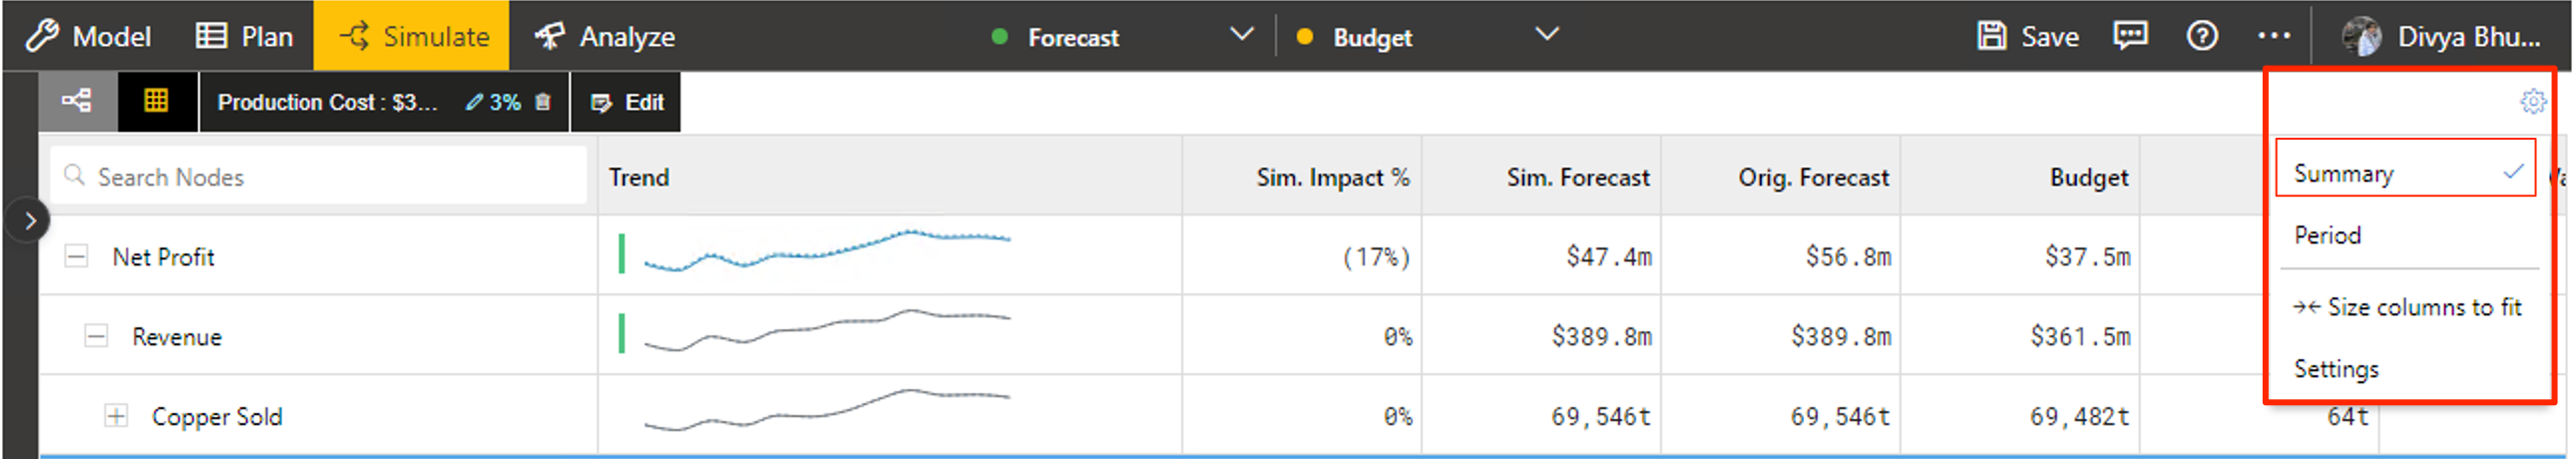 Model Plan Simulate Analyze Forecast Budget Save Divya Bhu...
Production Cost : $3... 3% Edit
Search Nodes Trend Sim. Impact % Sim. Forecast Orig. Forecast Budget Summary
Period
Net Profit (17%) $47.4m $56.8m $37.5m
Size columns to fit
Revenue 0% $389.8m $389.8m $361.5m
Settings
Copper Sold 0% 69,546t 69,546t 69,482t 64t